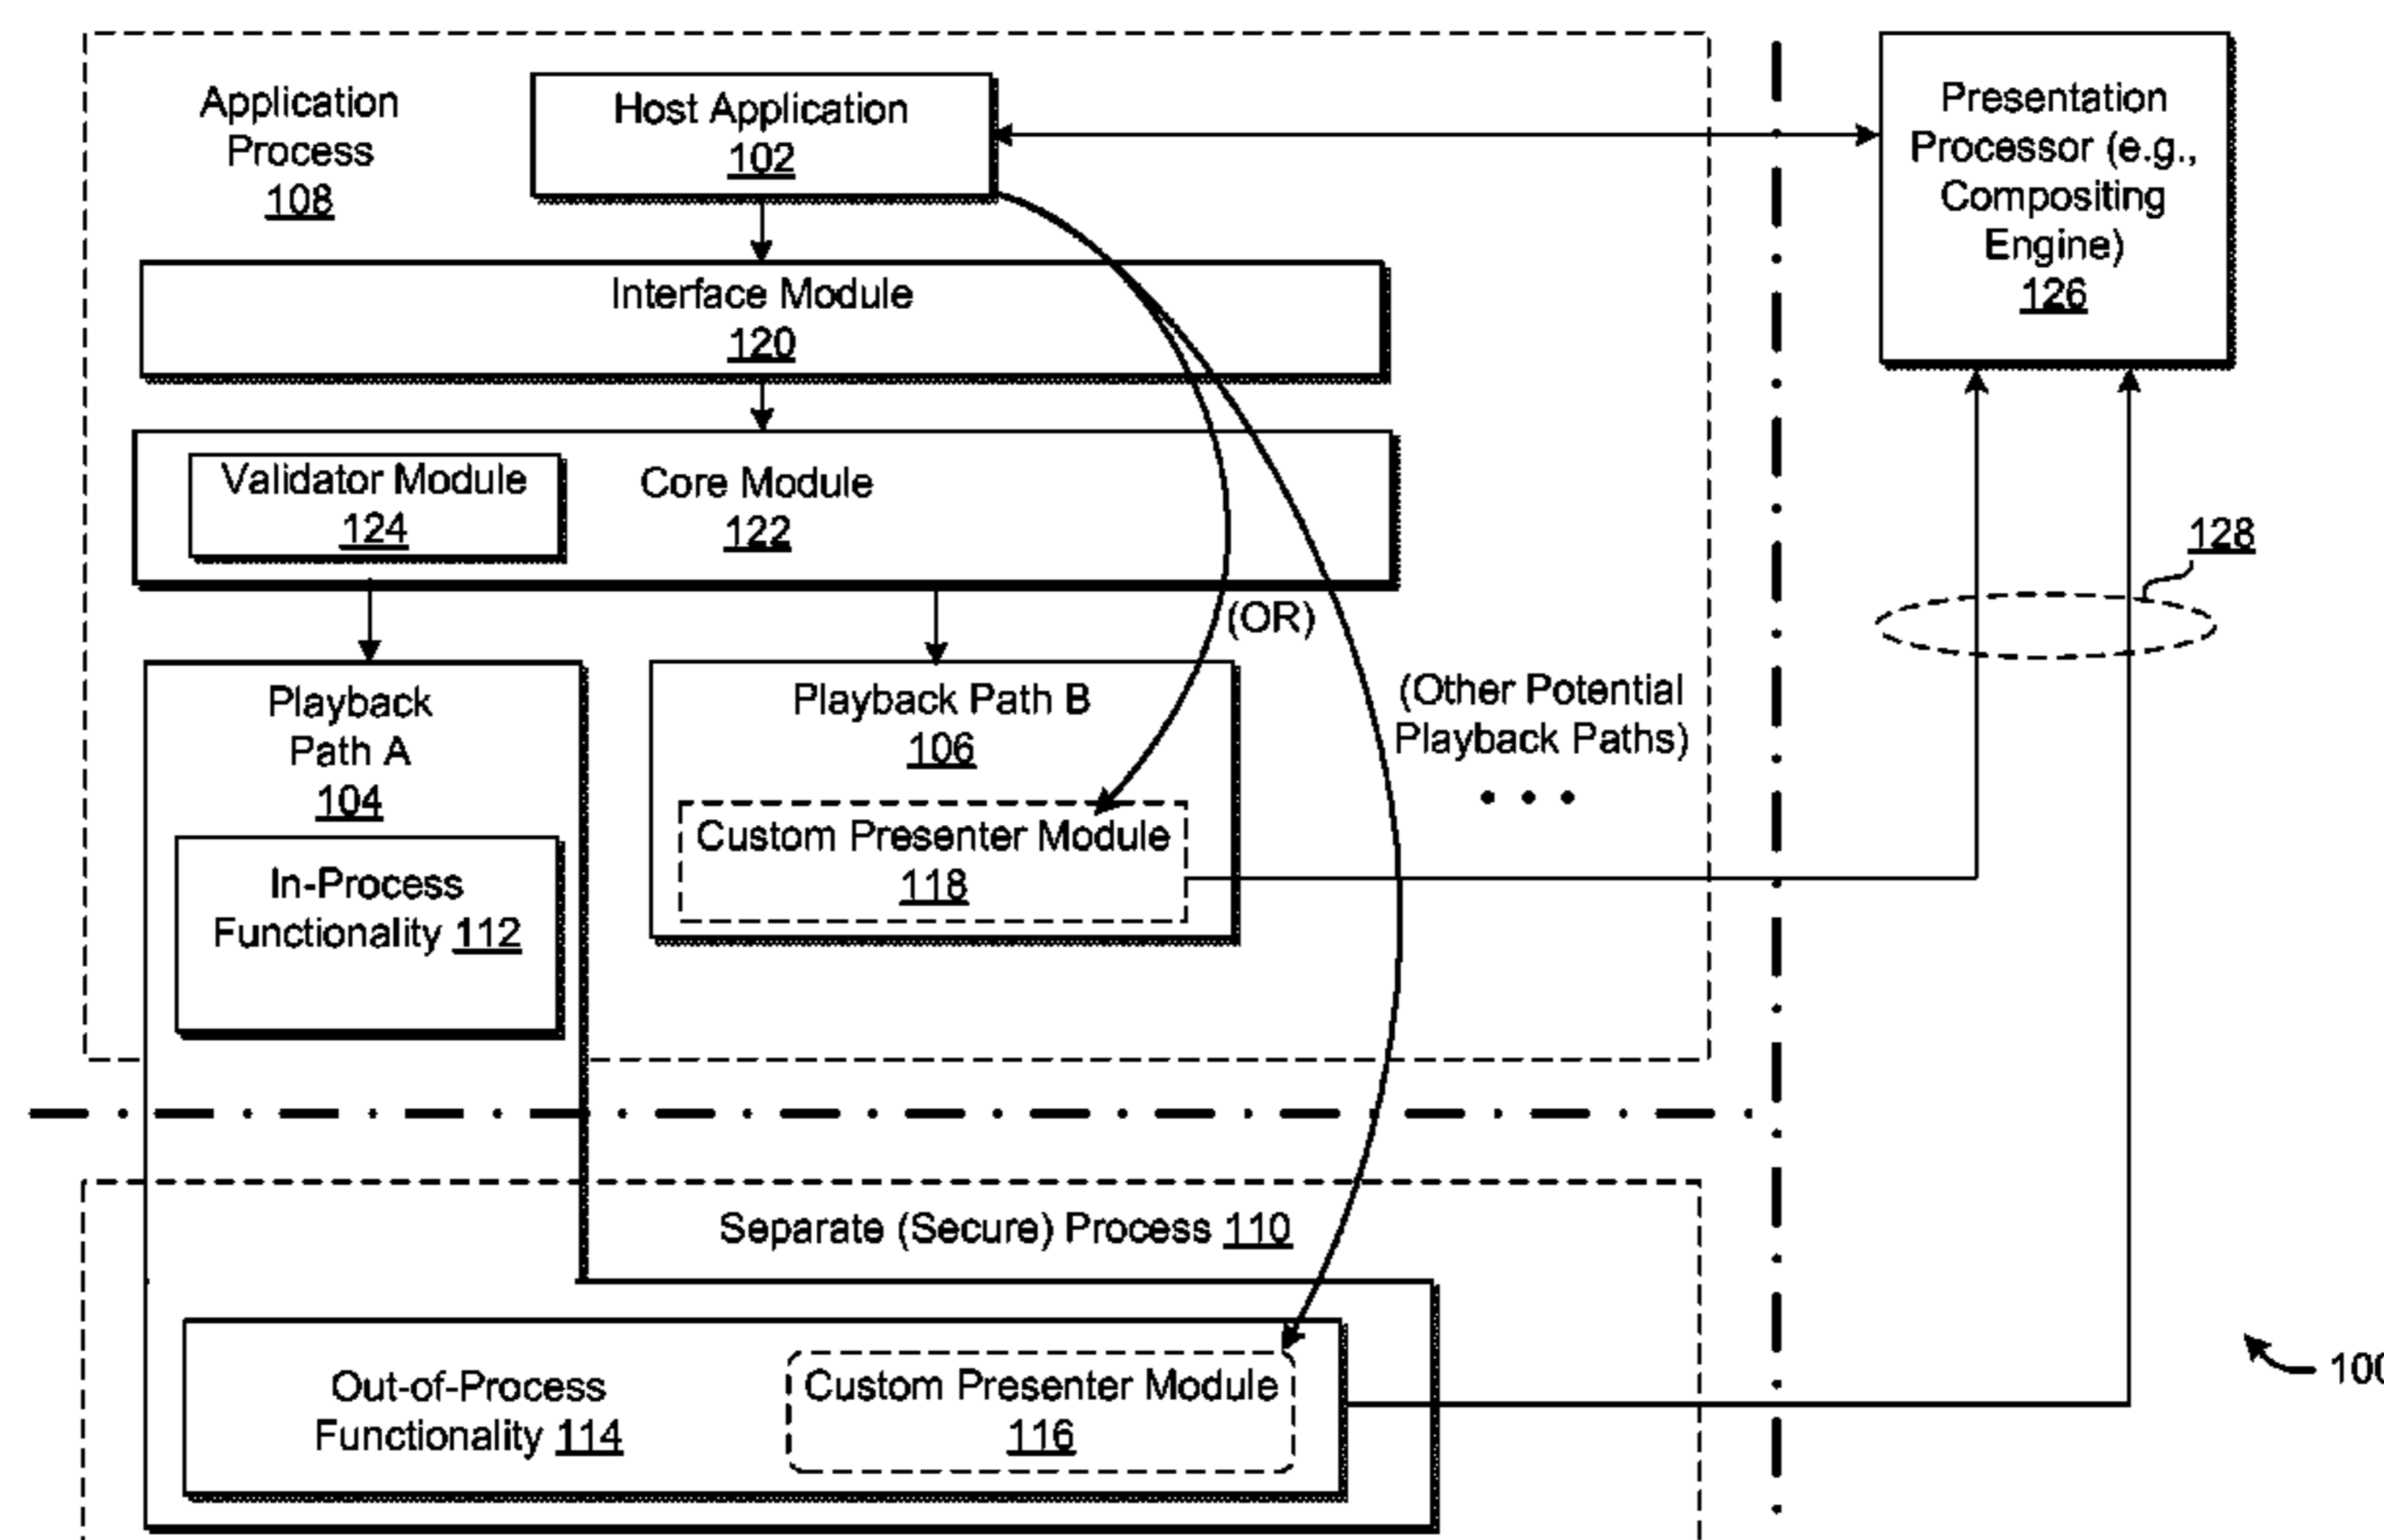 Application
Process
108
Host Application
102
Presentation
Processor (e.g.,
Compositing
Engine)
126
Interface Module
120
Validator Module
124
Core Module
122
128
(OR)
Playback
Path A
104
Playback Path B
106
(Other Potential
Playback Paths)
• • •
Custom Presenter Module
118
In-Process
Functionality 112
Separate (Secure) Process 110
Out-of-Process
Functionality 114
Custom Presenter Module
116
100